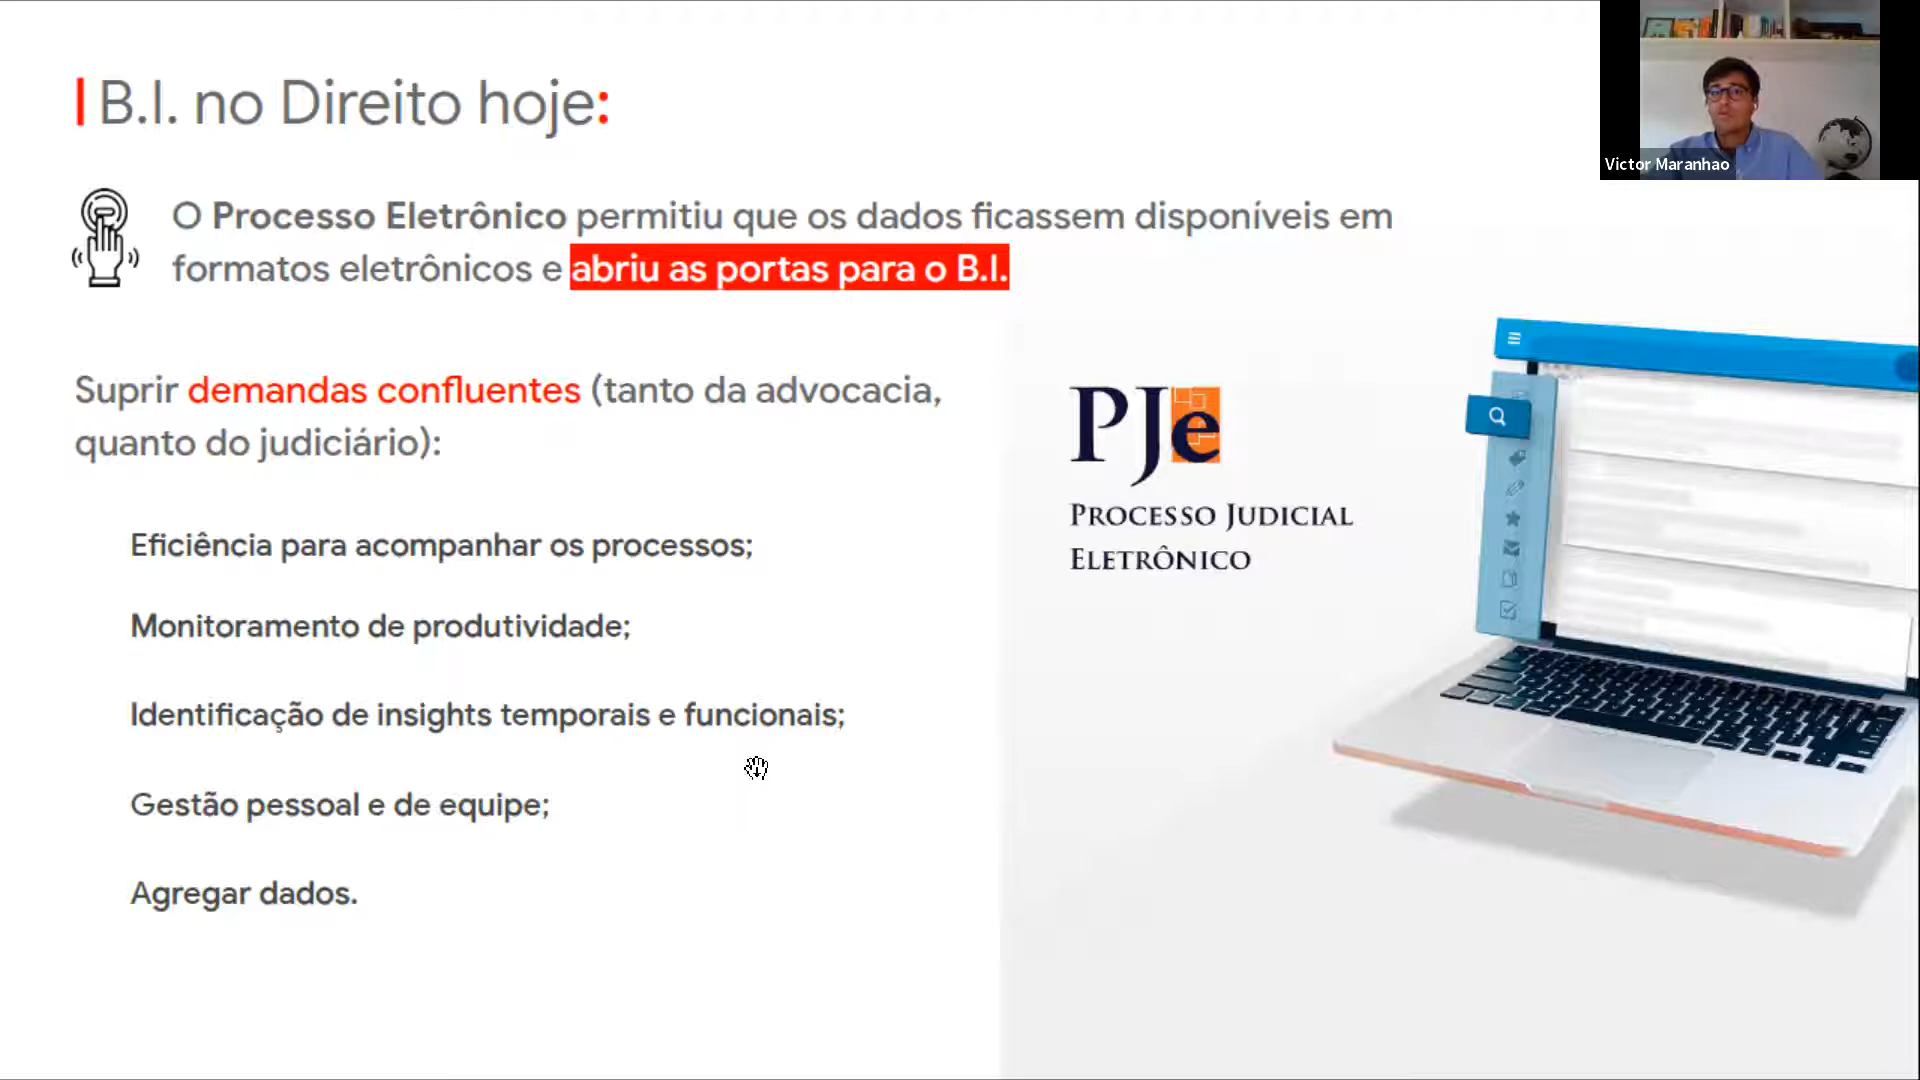 B.I. no Direito hoje:
Victor Maranhao
O Processo Eletrônico permitiu que os dados ficassem disponíveis em
formatos eletrônicos e abriu as portas para o B.I.
Suprir demandas confluentes (tanto da advocacia,
quanto do judiciário):
Eficiência para acompanhar os processos;
Monitoramento de produtividade;
Identificação de insights temporais e funcionais;
Gestão pessoal e de equipe;
Agregar dados.
PJe
PROCESSO JUDICIAL
ELETRÔNICO